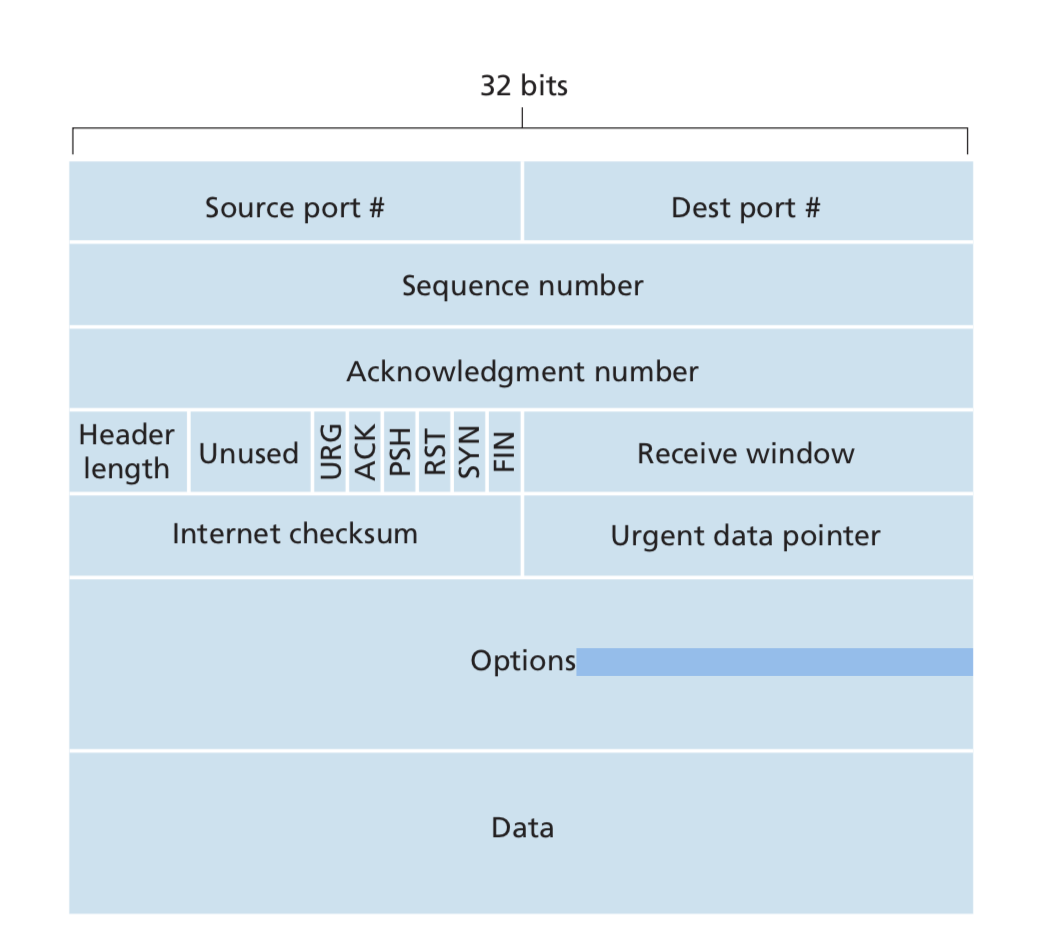 32 bits
Source port #
Dest port #
Sequence number
Acknowledgment number
Header
length
Unused
URG
ACK
PSH
RST
SYN
FIN
Receive window
Internet checksum
Urgent data pointer
Options
Data